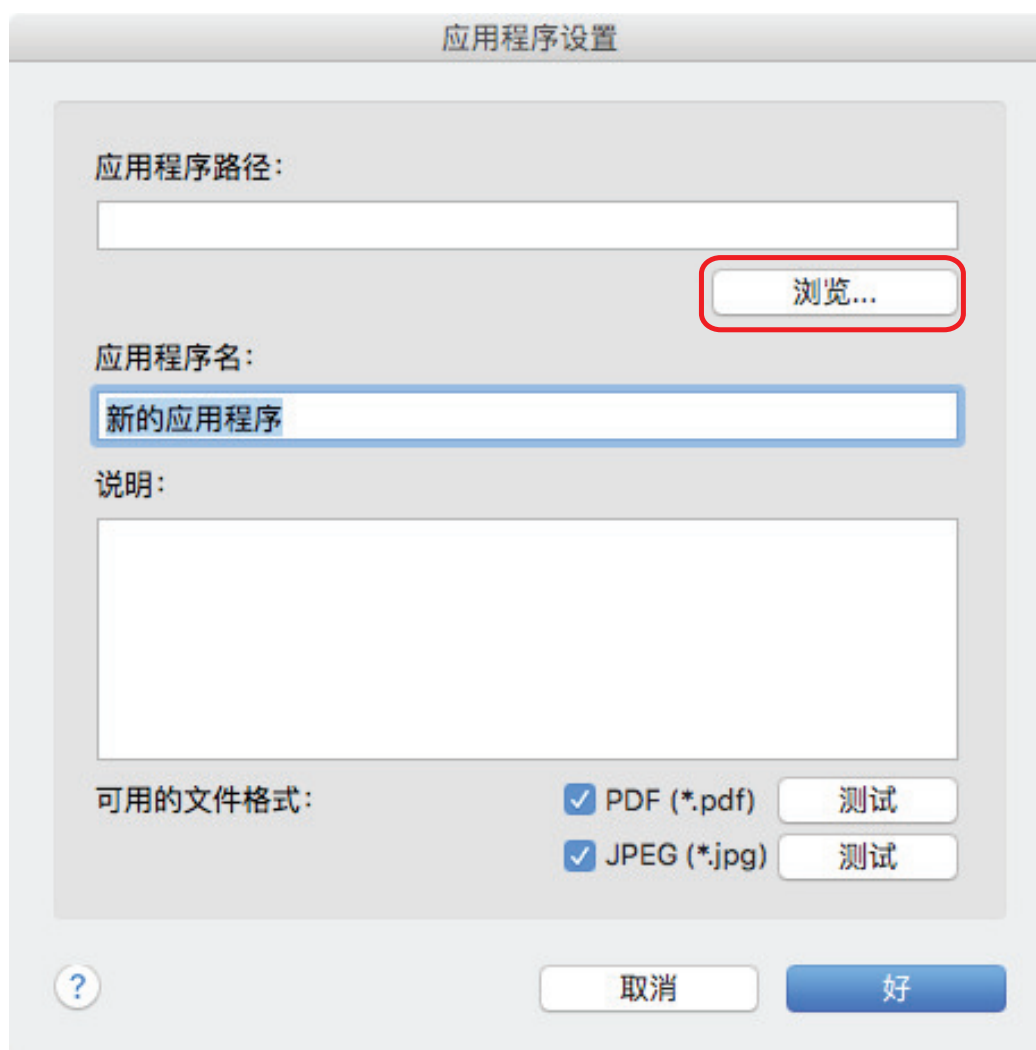 应用程序设置
应用程序路径:
浏览...
应用程序名:
新的应用程序
说明:
可用的文件格式:
PDF (*.pdf) 测试
JPEG (*.jpg) 测试
? 取消 好